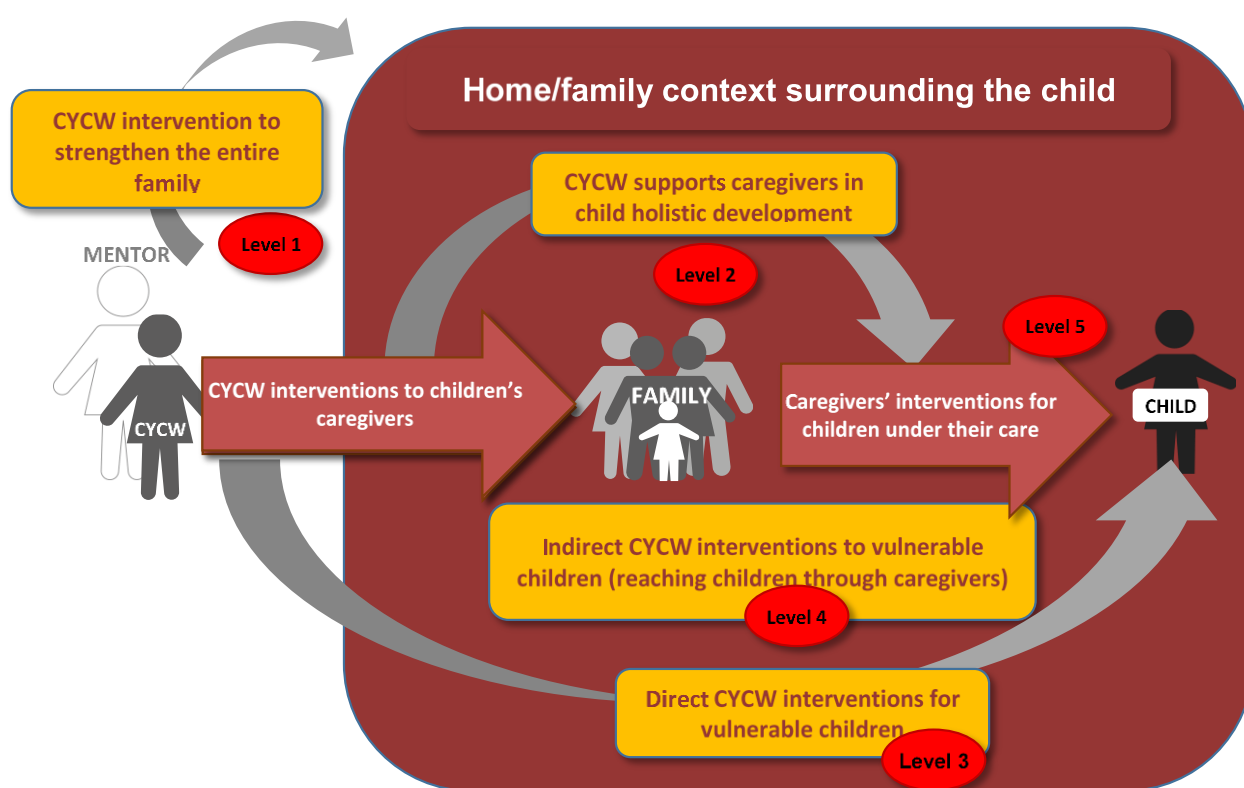 Home/family context surrounding the child
CYCW intervention to
strengthen the entire
family
Level 1
CYCW supports caregivers in
child holistic development
Level 2
MENTOR
CYCW
CYCW interventions to children’s
caregivers
FAMILY
Level 5
Caregivers’ interventions for
children under their care
CHILD
Indirect CYCW interventions to vulnerable
children (reaching children through caregivers)
Level 4
Direct CYCW interventions for
vulnerable children
Level 3